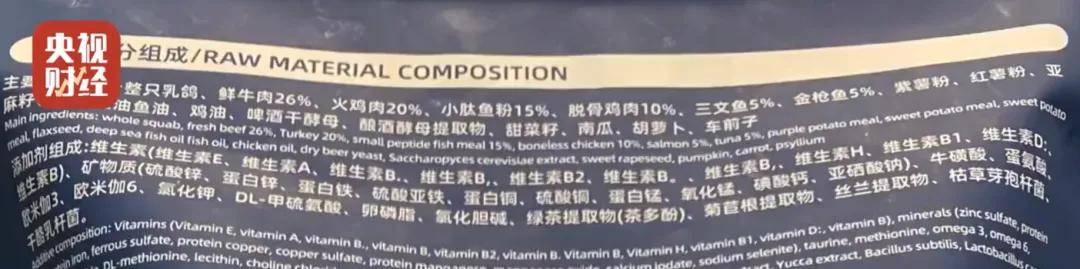 央视
财经
分组成/RAW MATERIAL COMPOSITION
主要 整只乳鸽、鲜牛肉26%、火鸡肉20%、小肽鱼粉15%、脱骨鸡肉10%、三文鱼5%、金枪鱼5%、紫薯粉、红薯粉、亚
麻籽 油鱼油、鸡油、啤酒干酵母、酿酒酵母提取物、甜菜籽、南瓜、胡萝卜、车前子
Main ingredients: whole squab, fresh beef 26%, Turkey 20%, small peptide fish meal 15%, boneless chicken 10%, salmon 5%, tuna 5%, purple potato meal, sweet potato
meal, flaxseed, deep sea fish oil fish oil, chicken oil, dry beer yeast, Saccharopyces cerevisiae extract, sweet rapeseed, pumpkin, carrot, psyllium
添加剂组成:维生素(维生素E、维生素A、维生素B.、维生素B,、维生素B2、维生素B。、维生素B,、维生素H、维生素B1、维生素D:、
维生素B)、矿物质(硫酸锌、蛋白锌、蛋白铁、硫酸亚铁、蛋白铜、硫酸铜、蛋白锰、氧化锰、碘酸钙、亚硒酸钠)、牛磺酸、蛋氨酸、
欧米伽3、欧米伽6、氯化钾、DL-甲硫氨酸、卵磷脂、氯化胆碱、绿茶提取物(茶多酚)、菊苣根提取物、丝兰提取物、枯草芽孢杆菌、
干酪乳杆菌。
Additive composition: Vitamins (Vitamin E, vitamin A, vitamin B., vitamin B, vitamin B2, vitamin B. Vitamin B, Vitamin H, vitamin B1, vitamin D:, vitamin B), minerals (zinc sulfate, protein
protein iron, ferrous sulfate, protein copper, copper sulfate, protein manganese, manganese oxide, calcium iodate, sodium selenite), taurine, methionine, omega 3, omega 6,
DL-methionine, lecithin, choline Yucca extract, Bacillus subtilis, Lactobacillus